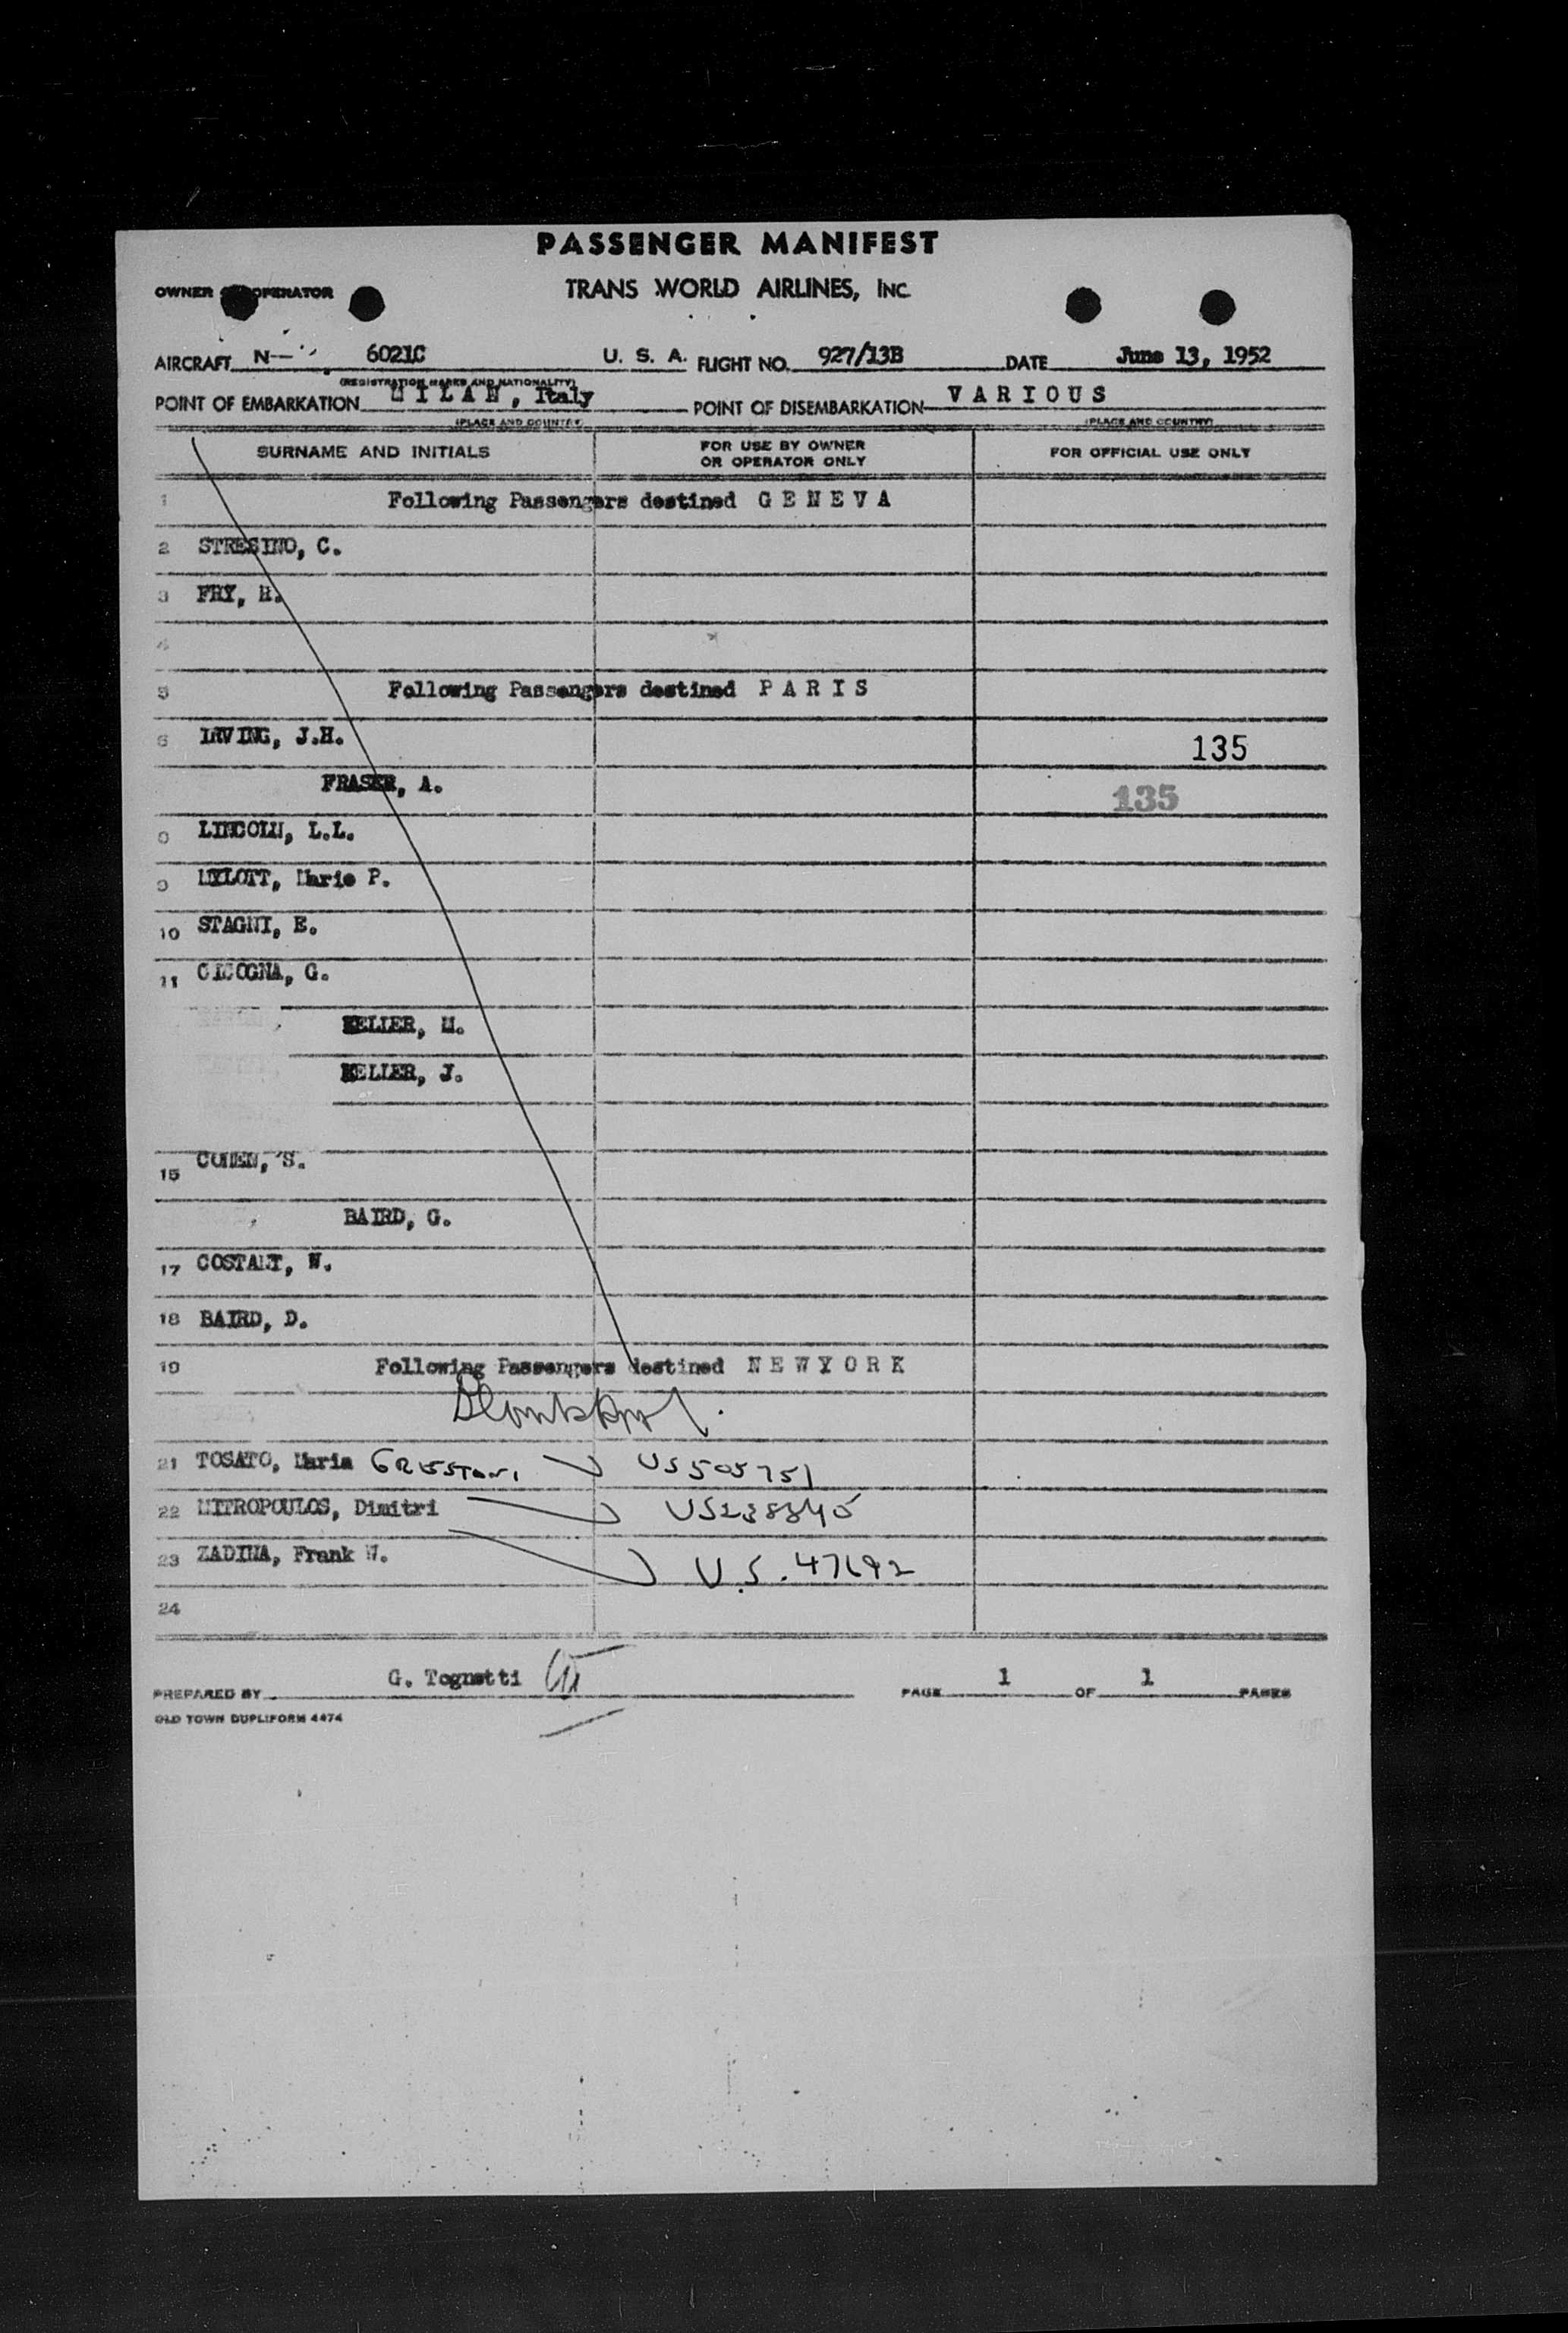 PASSENGER MANIFEST
OWNER OR OPERATOR TRANS WORLD AIRLINES, INC
AIRCRAFT N-- 6021C U. S. A. FLIGHT NO. 927/13B DATE June 13, 1952
(REGISTRATION MARKS AND NATIONALITY)
POINT OF EMBARKATION MILAN, Italy POINT OF DISEMBARKATION VARIOUS
(PLACE AND COUNTRY) (PLACE AND COUNTRY)
SURNAME AND INITIALS FOR USE BY OWNER OR OPERATOR ONLY FOR OFFICIAL USE ONLY
1 Following Passengers destined GENEVA
2 STRESINO, C.
3 FRY, H.
4
5 Following Passengers destined PARIS
6 IRVING, J.H. 135
FRASER, A. 135
8 LINCOLN, L.L.
9 MYLOTT, Marie P.
10 STAGNI, E.
11 CICOGNA, G.
KELLER, M.
KELLER, J.
15 COHEN, S.
BAIRD, G.
17 COSTALT, W.
18 BAIRD, D.
19 Following Passengers destined NEWYORK
21 TOSATO, Maria US505751
22 MITROPOULOS, Dimitri US238845
23 ZADINA, Frank W. U.S. 47692
24
PREPARED BY G. Tognetti PAGE 1 OF 1 PAGES
OLD TOWN DUPLIFORM 4474